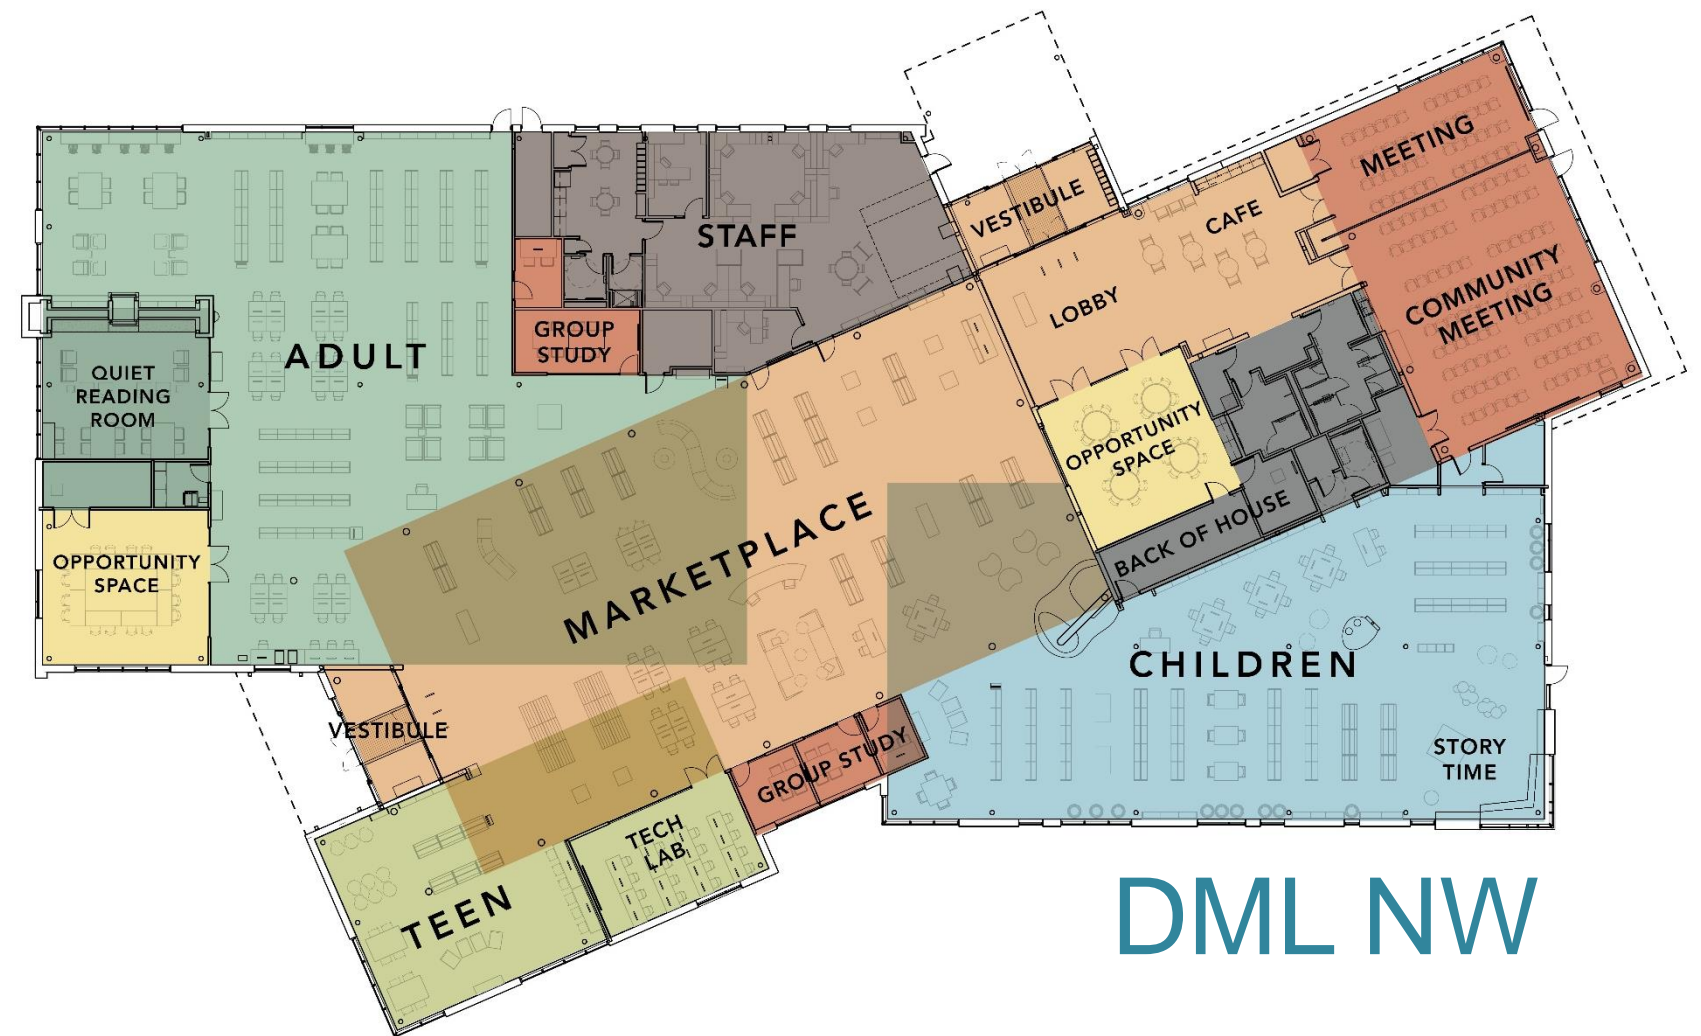 MEETING
VESTIBULE
CAFE
STAFF
COMMUNITY
MEETING
LOBBY
GROUP
STUDY
ADULT
QUIET
READING
ROOM
OPPORTUNITY
SPACE
MARKETPLACE
BACK OF HOUSE
OPPORTUNITY
SPACE
CHILDREN
VESTIBULE
GROUP STUDY
STORY
TIME
TECH
LAB
TEEN
DML NW